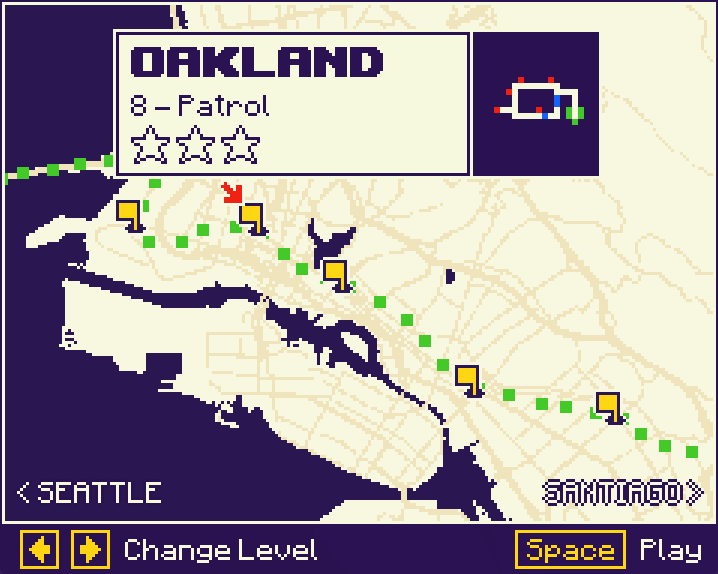 OAKLAND
8 – Patrol
< SEATTLE
SANTIAGO >
Change Level
Space Play